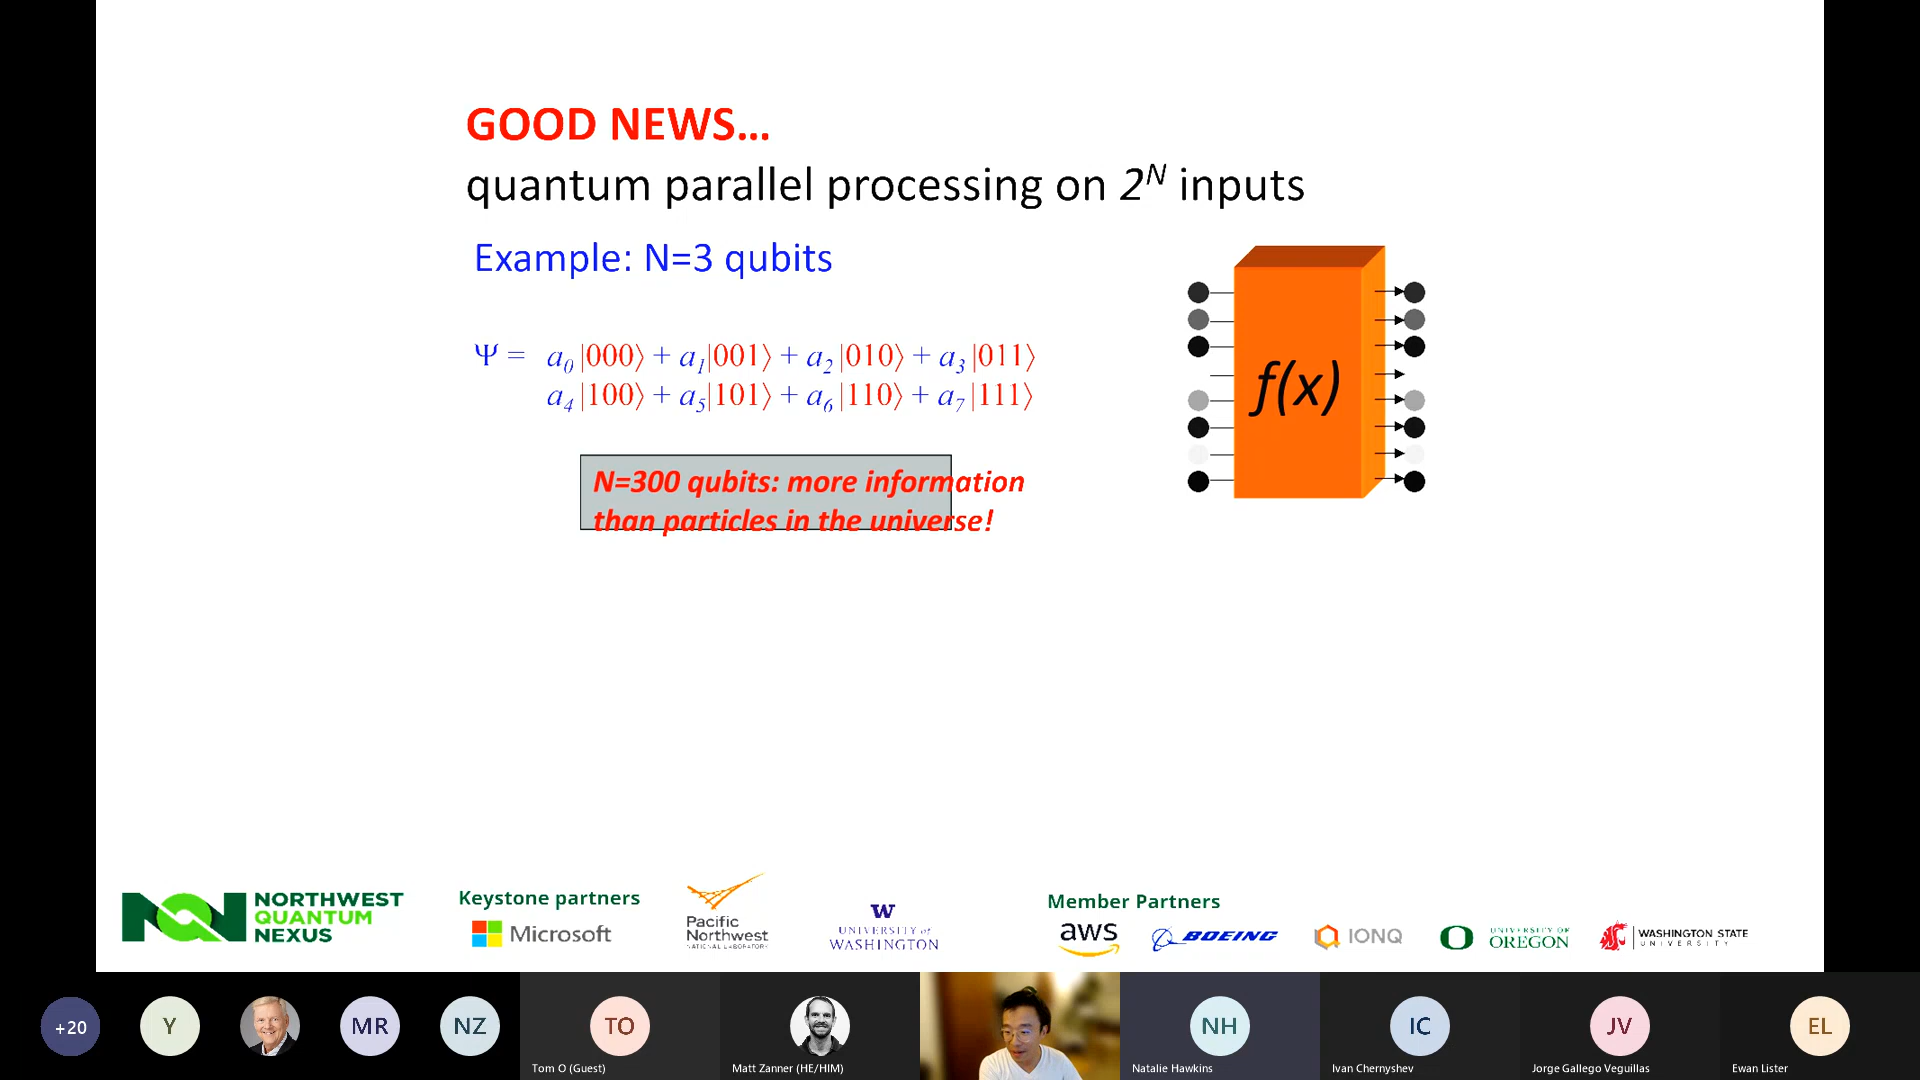 GOOD NEWS...
quantum parallel processing on 2^N inputs
Example: N=3 qubits
Ψ = a₀|000⟩ + a₁|001⟩ + a₂|010⟩ + a₃|011⟩
a₄|100⟩ + a₅|101⟩ + a₆|110⟩ + a₇|111⟩
f(x)
N=300 qubits: more information
than particles in the universe!
NORTHWEST
QUANTUM
NEXUS
Keystone partners
Microsoft
Pacific
Northwest
NATIONAL LABORATORY
W
UNIVERSITY of
WASHINGTON
Member Partners
aws
BOEING
IONQ
O
UNIVERSITY OF
OREGON
WASHINGTON STATE
UNIVERSITY
+20
Y
MR
NZ
TO
Tom O (Guest)
Matt Zanner (HE/HIM)
NH
Natalie Hawkins
IC
Ivan Chernyshev
JV
Jorge Gallego Veguillas
EL
Ewan Lister